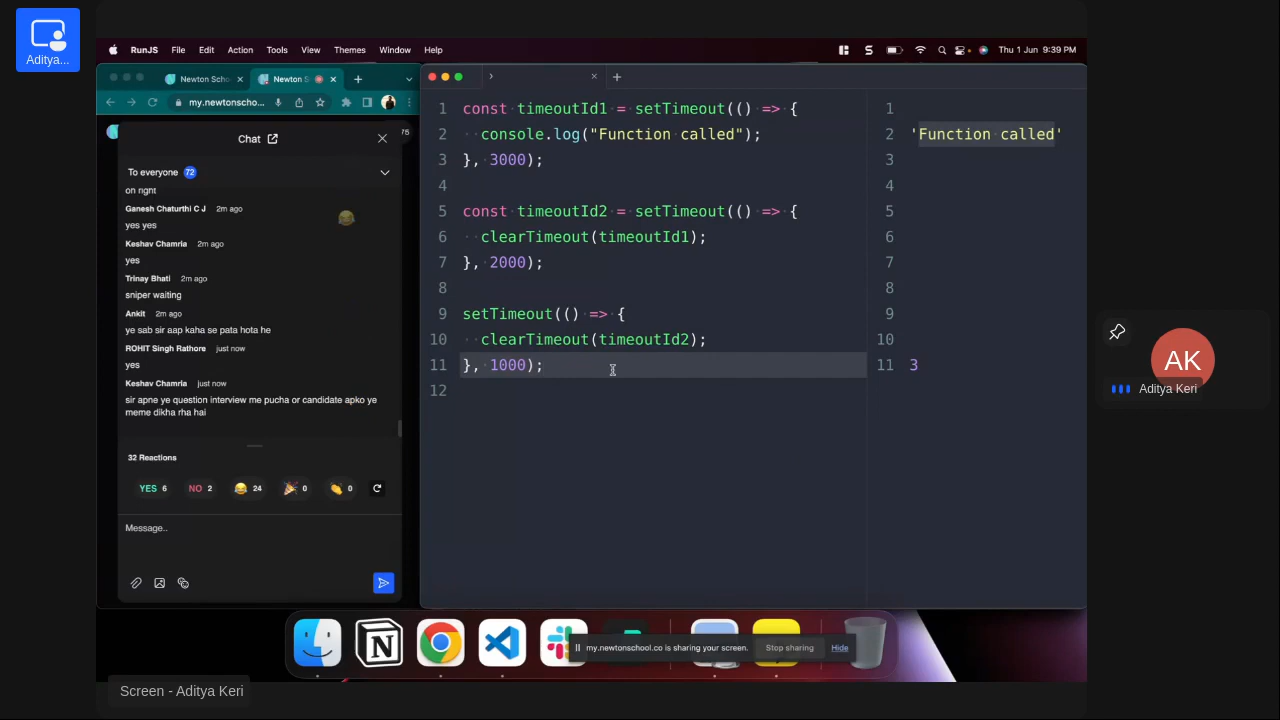 Aditya...
RunJS File Edit Action Tools View Themes Window Help
Thu 1 Jun 9:39 PM
Newton Scho
Newton S
my.newtonscho...
75
Chat
To everyone 72
on right
Ganesh Chaturthi C J 2m ago
yes yes
Keshav Chamria 2m ago
yes
Trinay Bhati 2m ago
sniper waiting
Ankit 2m ago
ye sab sir aap kaha se pata hota he
ROHIT Singh Rathore just now
yes
Keshav Chamria just now
sir apne ye question interview me pucha or candidate apko ye
meme dikha rha hai
32 Reactions
YES 6 NO 2 😂 24 🎉 0 👏 0
Message..
1 const timeoutId1 = setTimeout(() => {
2 console.log("Function called");
3 }, 3000);
4
5 const timeoutId2 = setTimeout(() => {
6 clearTimeout(timeoutId1);
7 }, 2000);
8
9 setTimeout(() => {
10 clearTimeout(timeoutId2);
11 }, 1000);
12
1
2 'Function called'
3
4
5
6
7
8
9
10
11 3
AK
Aditya Keri
my.newtonschool.co is sharing your screen. Stop sharing Hide
Screen - Aditya Keri